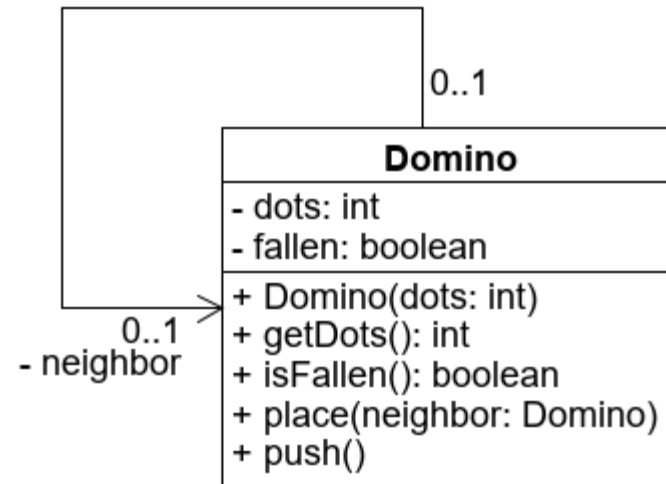 0..1
Domino
- dots: int
- fallen: boolean
+ Domino(dots: int)
0..1
+ getDots(): int
- neighbor
+ isFallen(): boolean
+ place(neighbor: Domino)
+ push()